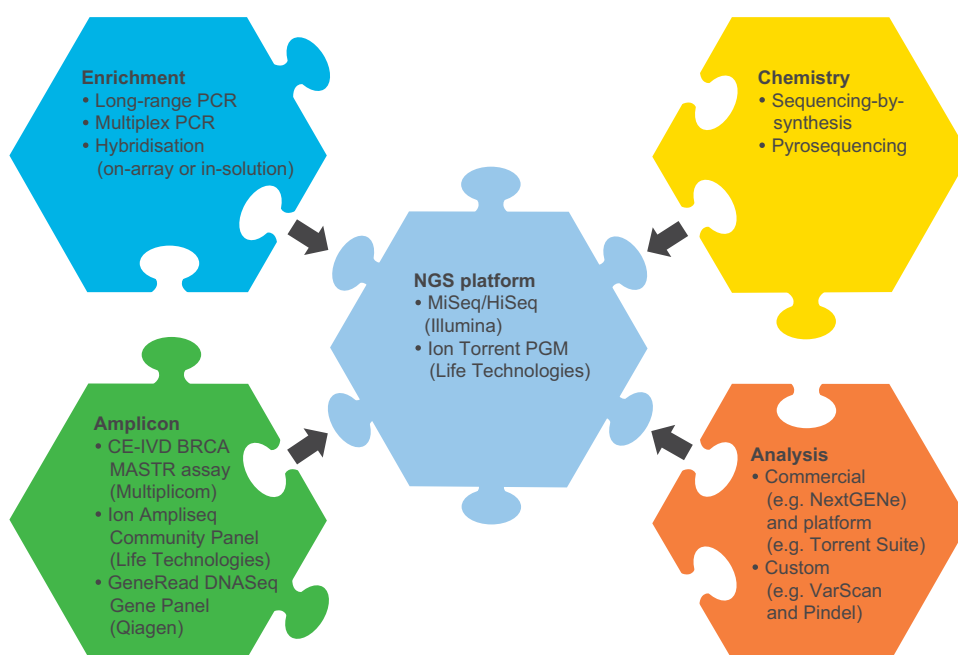 Enrichment
• Long-range PCR
• Multiplex PCR
• Hybridisation
(on-array or in-solution)
Chemistry
• Sequencing-by-
synthesis
• Pyrosequencing
NGS platform
• MiSeq/HiSeq
(Illumina)
• Ion Torrent PGM
(Life Technologies)
Amplicon
• CE-IVD BRCA
MASTR assay
(Multiplicom)
• Ion Ampliseq
Community Panel
(Life Technologies)
• GeneRead DNASeq
Gene Panel
(Qiagen)
Analysis
• Commercial
(e.g. NextGENe)
and platform
(e.g. Torrent Suite)
• Custom
(e.g. VarScan
and Pindel)